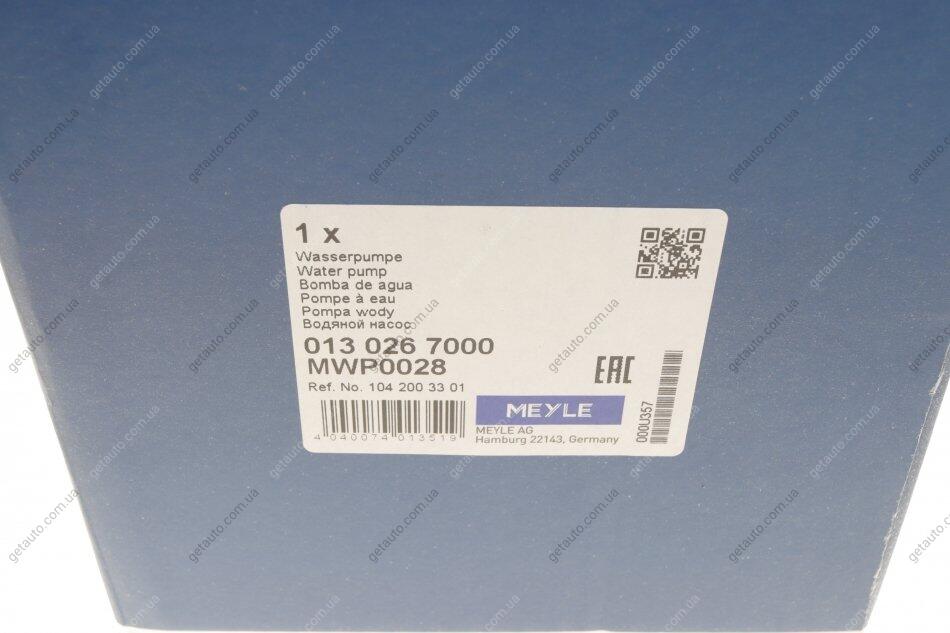 1 x
Wasserpumpe
Water pump
Bomba de agua
Pompe à eau
Pompa wody
Водяной насос
013 026 7000
MWP0028
Ref. No. 104 200 33 01
EAC
4 040074 013519
MEYLE
MEYLE AG
Hamburg 22143, Germany
000U357
getauto.com.ua